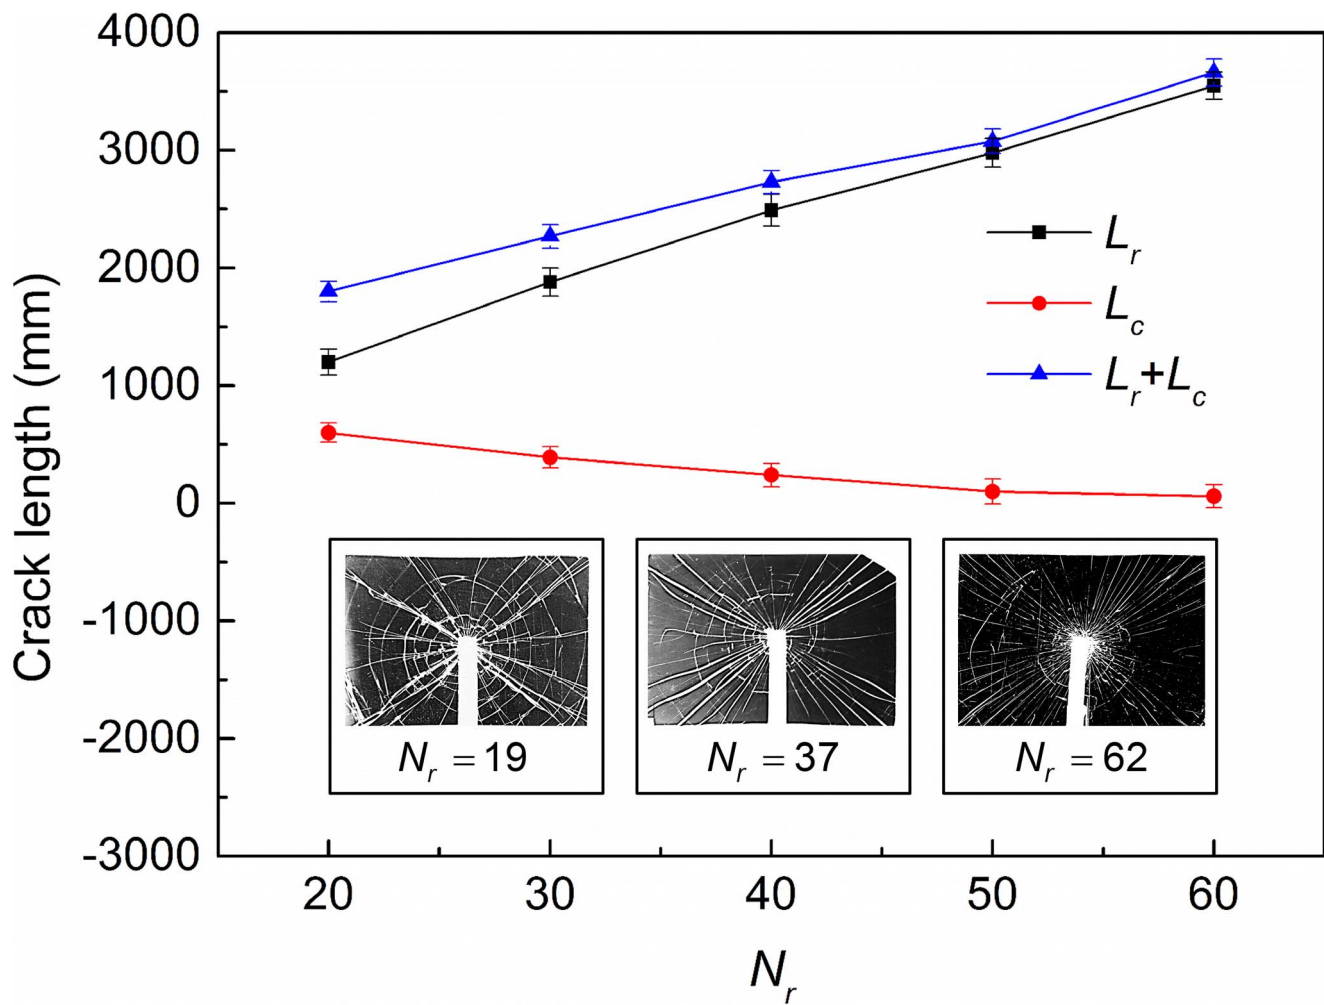 4000
3000
2000
1000
0
-1000
-2000
-3000
Crack length (mm)
L_r
L_c
L_r+L_c
N_r = 19
N_r = 37
N_r = 62
20 30 40 50 60
N_r